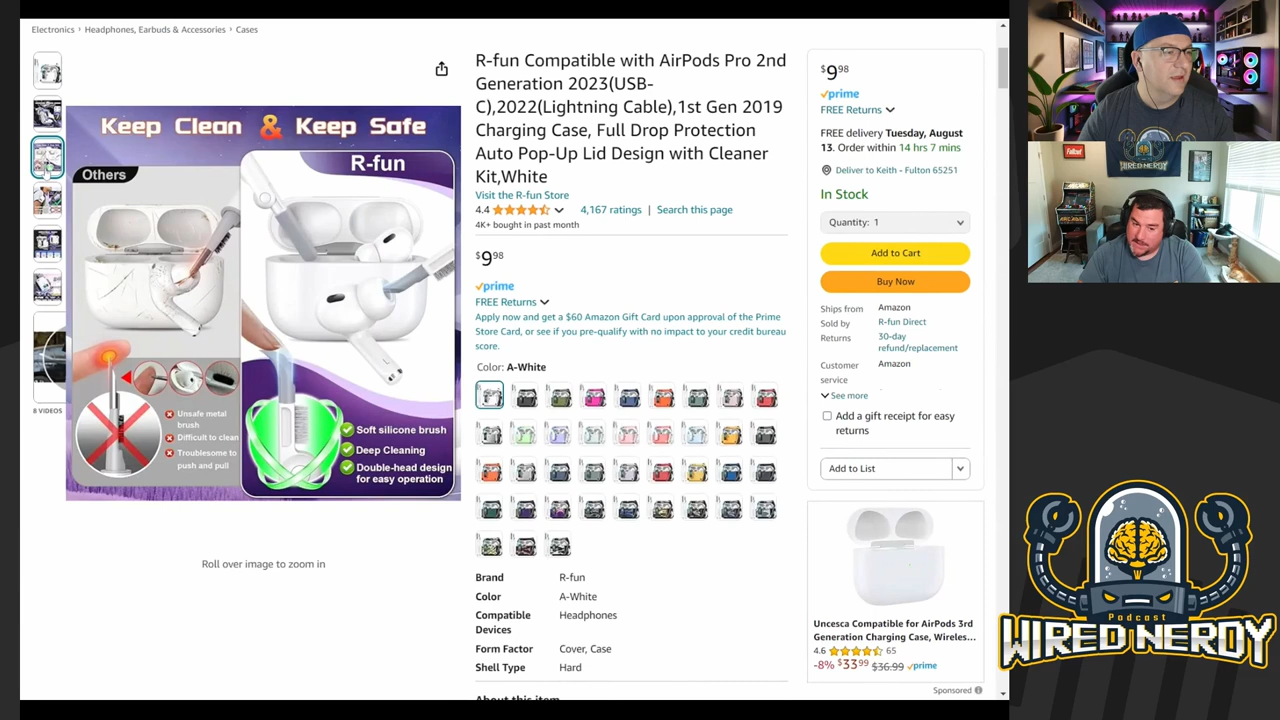 Electronics › Headphones, Earbuds & Accessories › Cases
Keep Clean & Keep Safe
Others
R-fun
Unsafe metal
brush
Difficult to clean
Troublesome to
push and pull
Soft silicone brush
Deep Cleaning
Double-head design
for easy operation
8 VIDEOS
Roll over image to zoom in
R-fun Compatible with AirPods Pro 2nd
Generation 2023(USB-
C),2022(Lightning Cable),1st Gen 2019
Charging Case, Full Drop Protection
Auto Pop-Up Lid Design with Cleaner
Kit,White
Visit the R-fun Store
4.4 4,167 ratings | Search this page
4K+ bought in past month
$9.98
prime
FREE Returns
Apply now and get a $60 Amazon Gift Card upon approval of the Prime
Store Card, or see if you pre-qualify with no impact to your credit bureau
score.
Color: A-White
Brand R-fun
Color A-White
Compatible Headphones
Devices
Form Factor Cover, Case
Shell Type Hard
About this item
$9.98
prime
FREE Returns
FREE delivery Tuesday, August
13. Order within 14 hrs 7 mins
Deliver to Keith - Fulton 65251
In Stock
Quantity: 1
Add to Cart
Buy Now
Ships from Amazon
Sold by R-fun Direct
Returns 30-day
refund/replacement
Customer Amazon
service
See more
Add a gift receipt for easy
returns
Add to List
Uncesca Compatible for AirPods 3rd
Generation Charging Case, Wireles...
4.6 65
-8% $33.99 $36.99 prime
Sponsored
WIRED NERDY
Fallout
WIRED NERDY
ARCADE
Podcast
WIRED NERDY